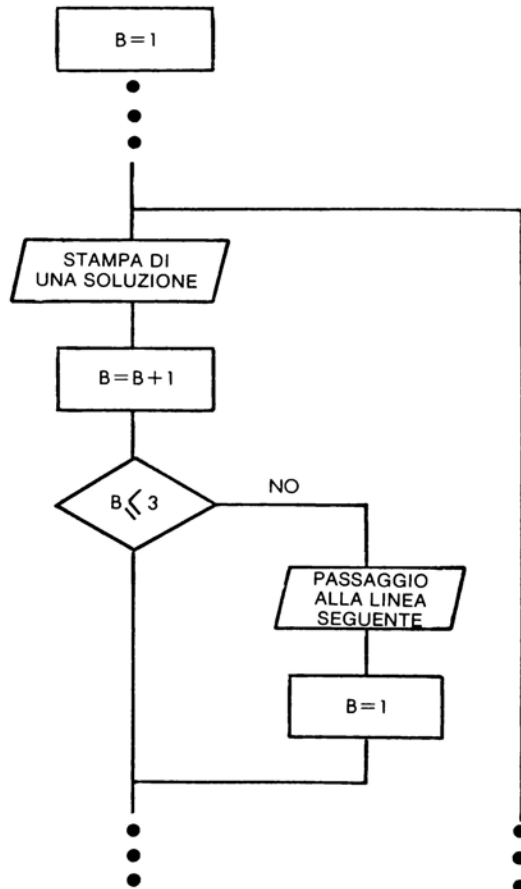 B=1
STAMPA DI
UNA SOLUZIONE
B=B+1
B⩽3
NO
PASSAGGIO
ALLA LINEA
SEGUENTE
B=1